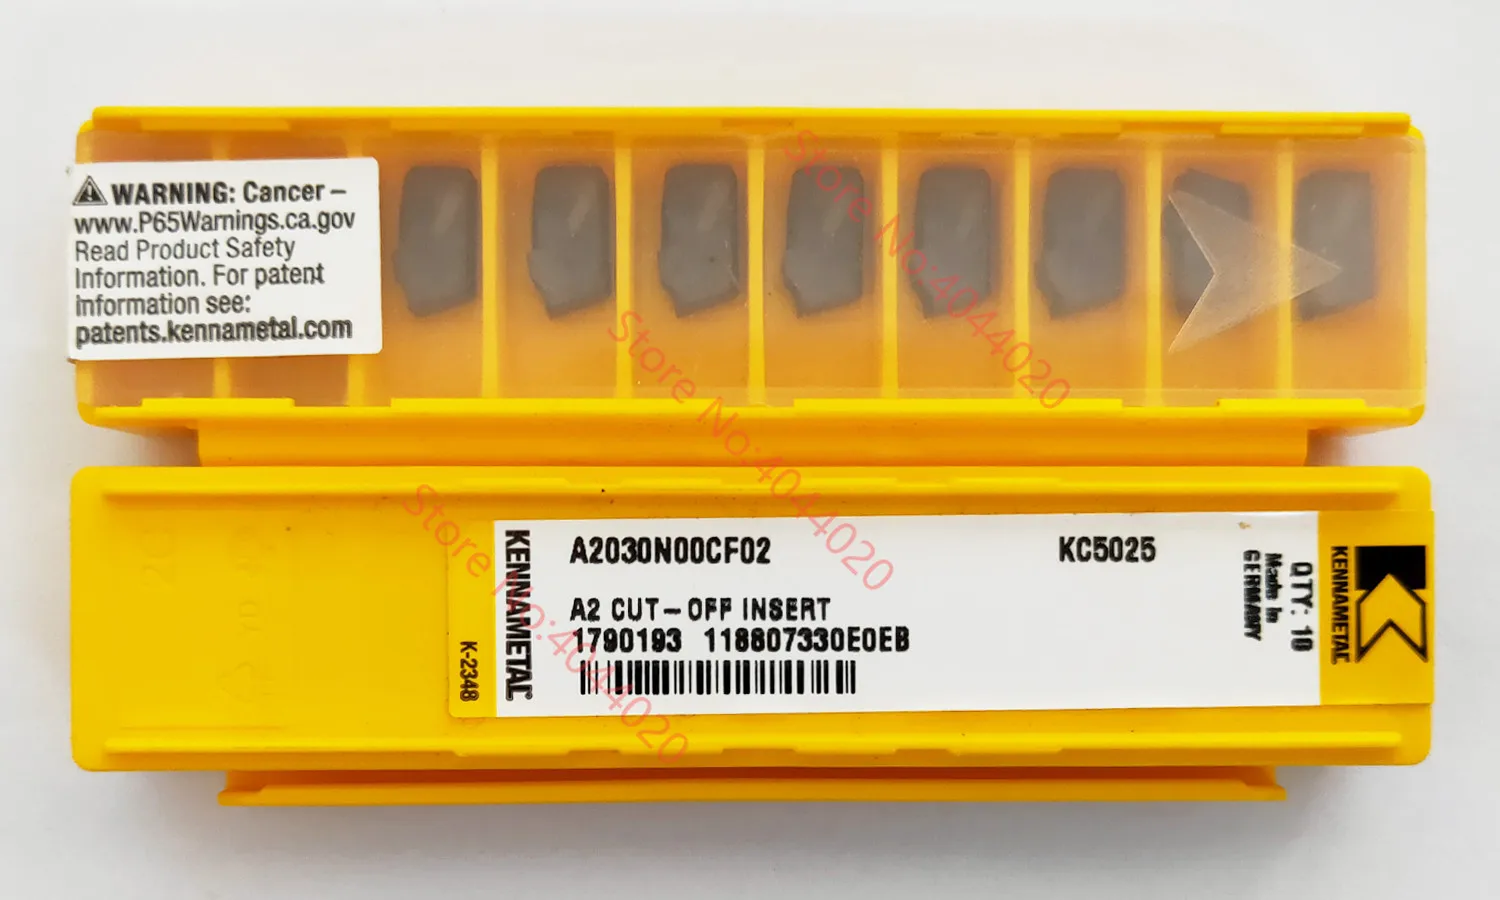 WARNING: Cancer –
www.P65Warnings.ca.gov
Read Product Safety
Information. For patent
information see:
patents.kennametal.com
Store No:4044020
Store No:4044020
Store No:4044020
KENNAMETAL
K-2348
A2030N00CF02
KC5025
A2 CUT-OFF INSERT
1790193 118807330E0EB
QTY: 10
Made In
GERMANY
KENNAMETAL